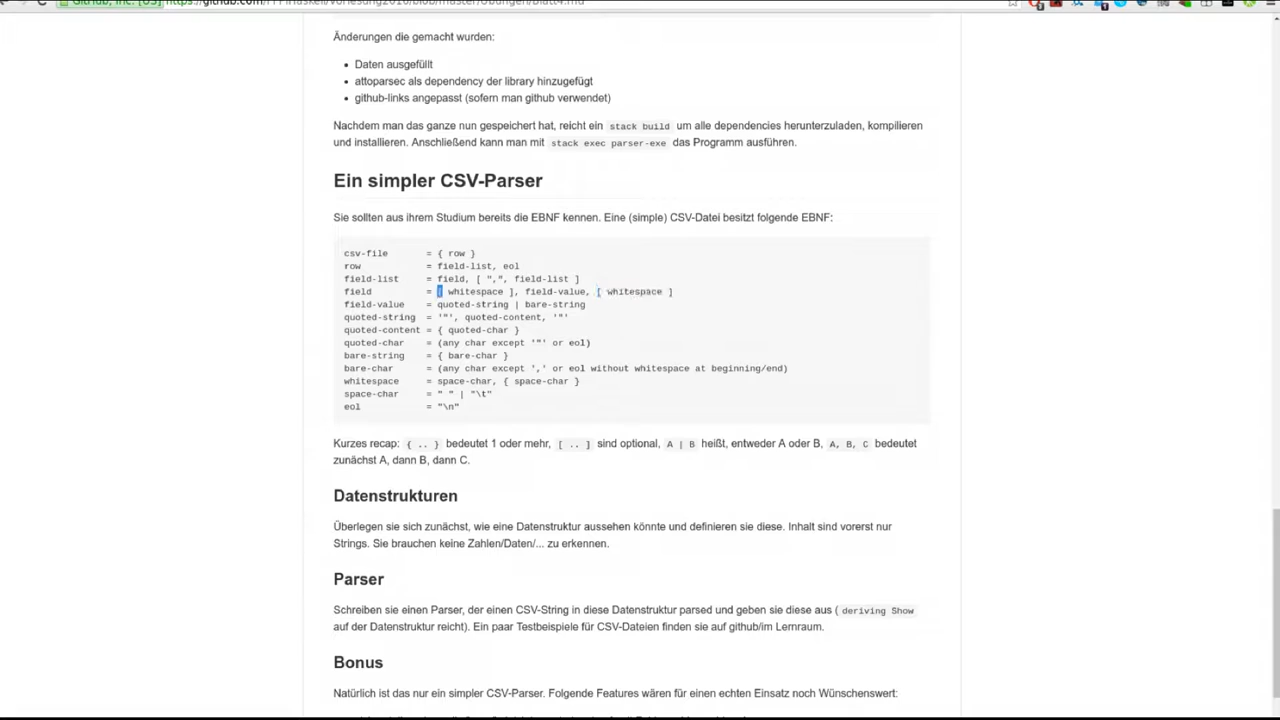 Änderungen die gemacht wurden:
• Daten ausgefüllt
• attoparsec als dependency der library hinzugefügt
• github-links angepasst (sofern man github verwendet)
Nachdem man das ganze nun gespeichert hat, reicht ein stack build um alle dependencies herunterzuladen, kompilieren
und installieren. Anschließend kann man mit stack exec parser-exe das Programm ausführen.
Ein simpler CSV-Parser
Sie sollten aus ihrem Studium bereits die EBNF kennen. Eine (simple) CSV-Datei besitzt folgende EBNF:
csv-file = { row }
row = field-list, eol
field-list = field, [ ",", field-list ]
field = [ whitespace ], field-value, [ whitespace ]
field-value = quoted-string | bare-string
quoted-string = '"', quoted-content, '"'
quoted-content = { quoted-char }
quoted-char = (any char except '"' or eol)
bare-string = { bare-char }
bare-char = (any char except ',' or eol without whitespace at beginning/end)
whitespace = space-char, { space-char }
space-char = " " | "\t"
eol = "\n"
Kurzes recap: { .. } bedeutet 1 oder mehr, [ .. ] sind optional, A | B heißt, entweder A oder B, A, B, C bedeutet
zunächst A, dann B, dann C.
Datenstrukturen
Überlegen sie sich zunächst, wie eine Datenstruktur aussehen könnte und definieren sie diese. Inhalt sind vorerst nur
Strings. Sie brauchen keine Zahlen/Daten/... zu erkennen.
Parser
Schreiben sie einen Parser, der einen CSV-String in diese Datenstruktur parsed und geben sie diese aus ( deriving Show
auf der Datenstruktur reicht). Ein paar Testbeispiele für CSV-Dateien finden sie auf github/im Lernraum.
Bonus
Natürlich ist das nur ein simpler CSV-Parser. Folgende Features wären für einen echten Einsatz noch Wünschenswert: